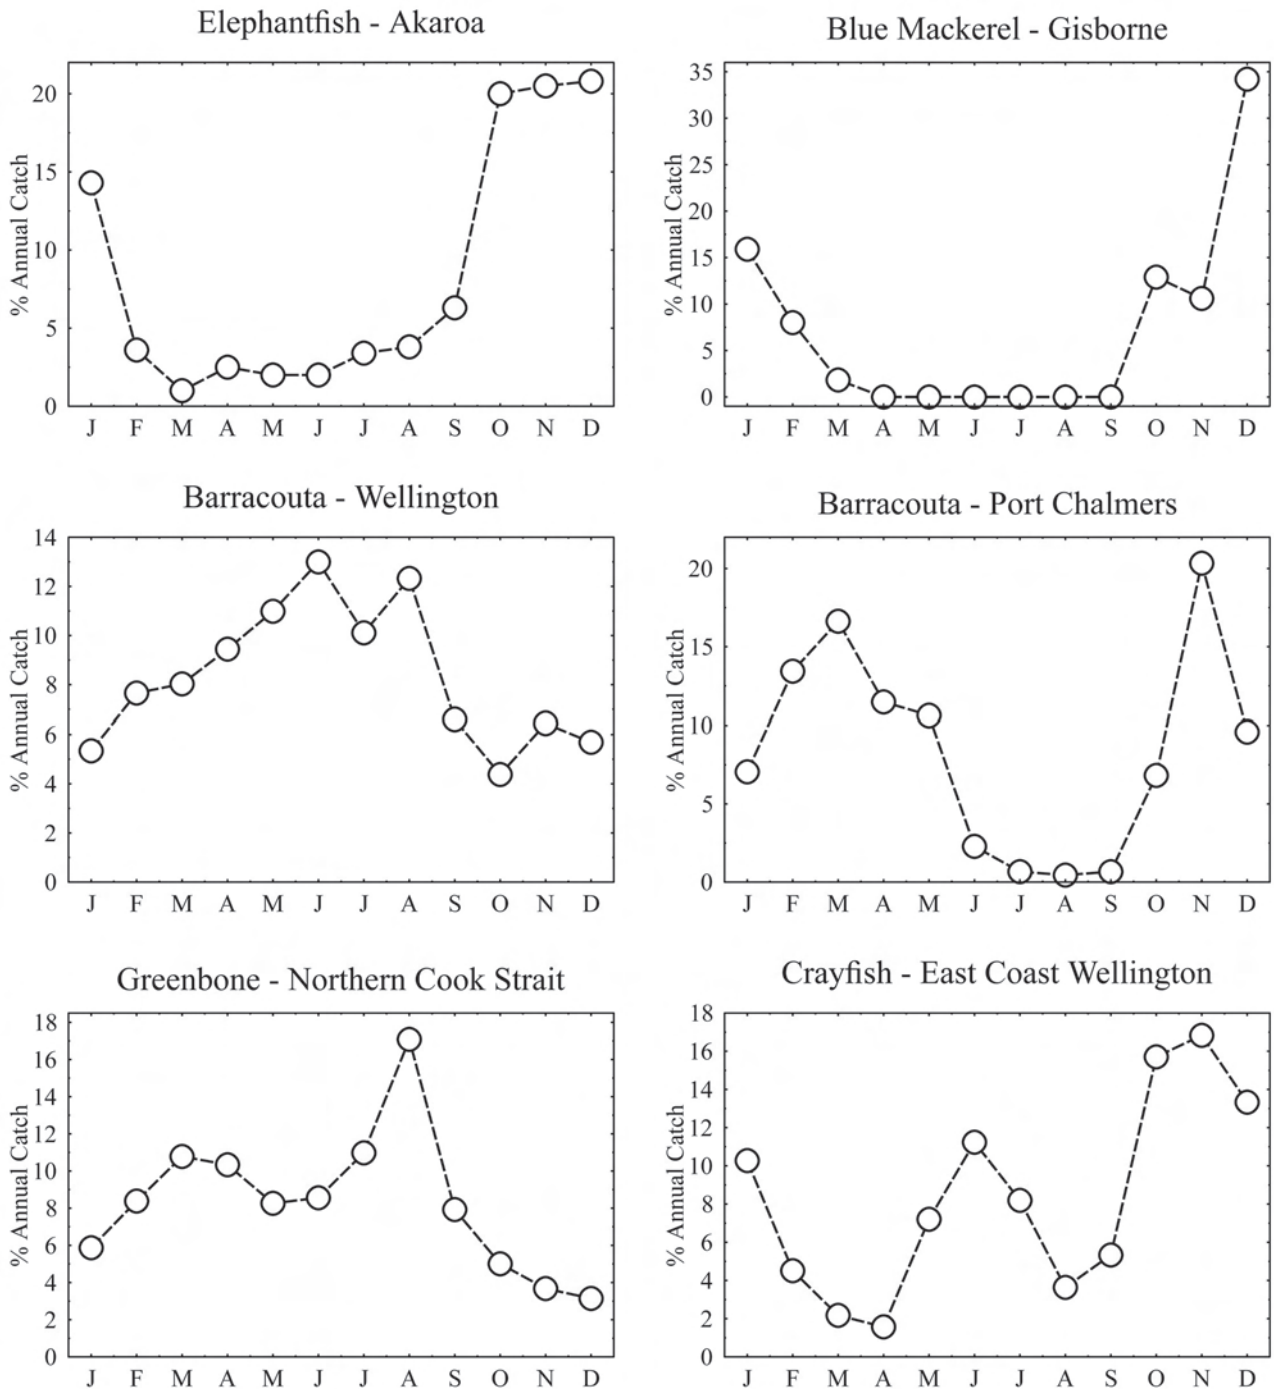 Elephantfish - Akaroa
% Annual Catch
20
15
10
5
0
J F M A M J J A S O N D
Blue Mackerel - Gisborne
% Annual Catch
35
30
25
20
15
10
5
0
J F M A M J J A S O N D
Barracouta - Wellington
% Annual Catch
14
12
10
8
6
4
2
0
J F M A M J J A S O N D
Barracouta - Port Chalmers
% Annual Catch
20
15
10
5
0
J F M A M J J A S O N D
Greenbone - Northern Cook Strait
% Annual Catch
18
16
14
12
10
8
6
4
2
0
J F M A M J J A S O N D
Crayfish - East Coast Wellington
% Annual Catch
18
16
14
12
10
8
6
4
2
0
J F M A M J J A S O N D